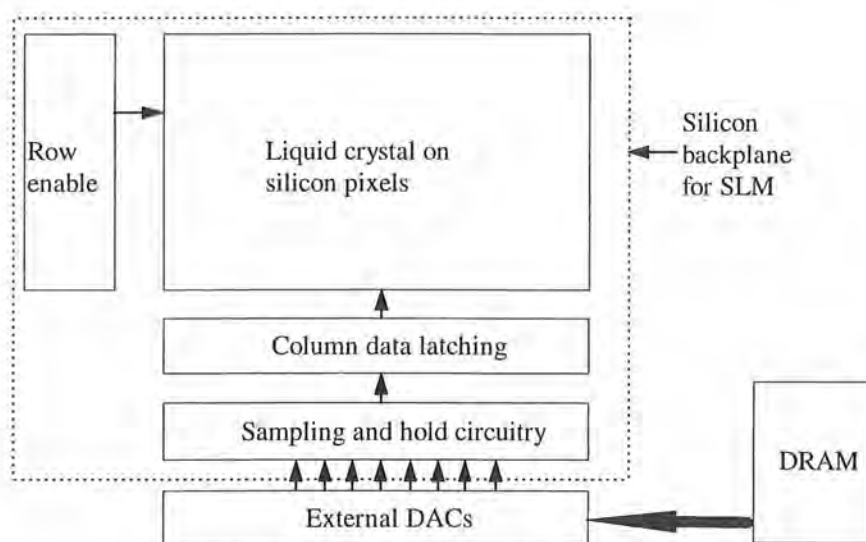 Row
enable
Liquid crystal on
silicon pixels
Silicon
backplane
for SLM
Column data latching
Sampling and hold circuitry
External DACs
DRAM